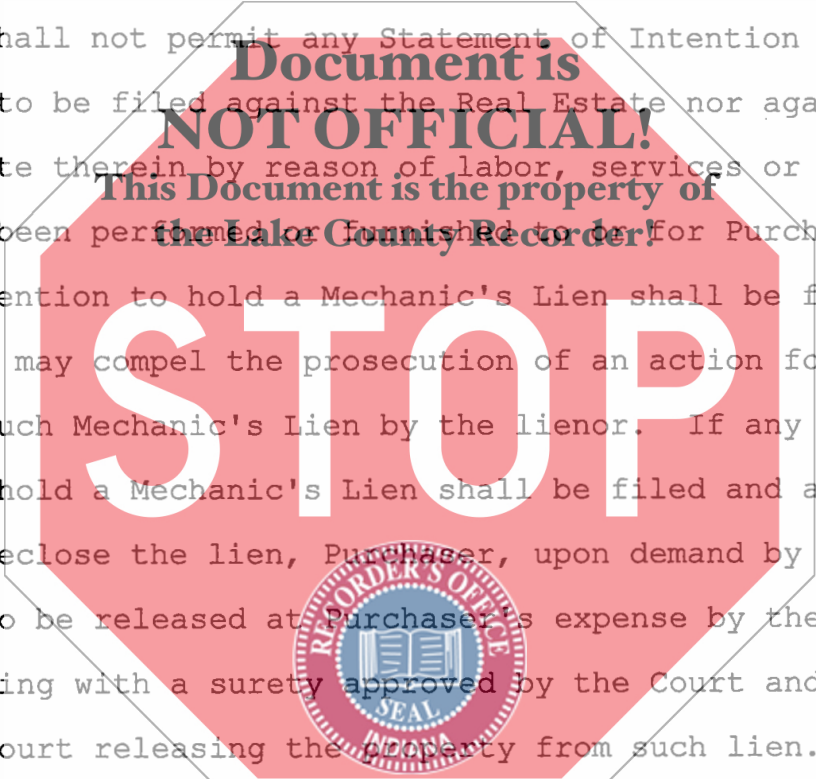 hall not permit any Statement of Intention
Document is
to be filed against the Real Estate nor aga
NOT OFFICIAL!
te therein by reason of labor, services or
This Document is the property of
been performed or furnished to or for Purch
the Lake County Recorder!
ention to hold a Mechanic's Lien shall be f
may compel the prosecution of an action fo
STOP
uch Mechanic's Lien by the lienor. If any
hold a Mechanic's Lien shall be filed and a
eclose the lien, Purchaser, upon demand by
RECORDER'S OFFICE
o be released at Purchaser's expense by the
ing with a surety approved by the Court and
SEAL
INDIANA
ourt releasing the property from such lien.